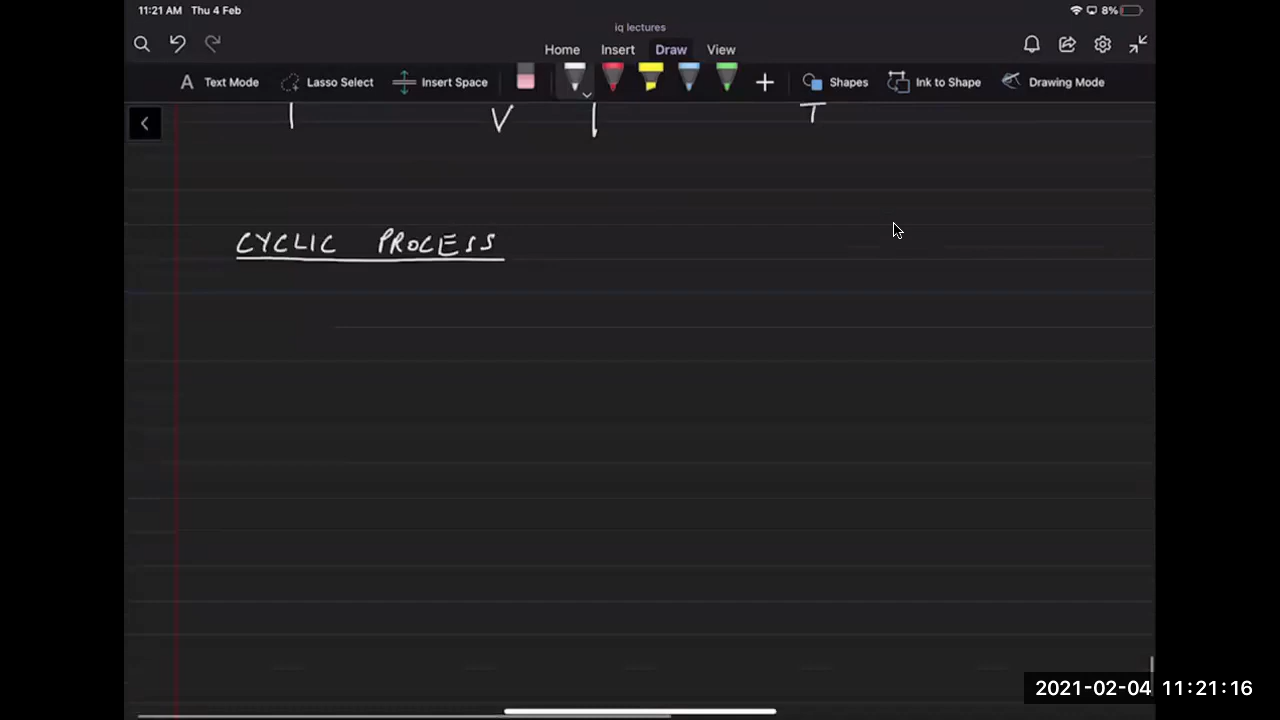 11:21 AM Thu 4 Feb 8%
iq lectures
Home Insert Draw View
A Text Mode Lasso Select Insert Space Shapes Ink to Shape Drawing Mode
V T
CYCLIC PROCESS
2021-02-04 11:21:16